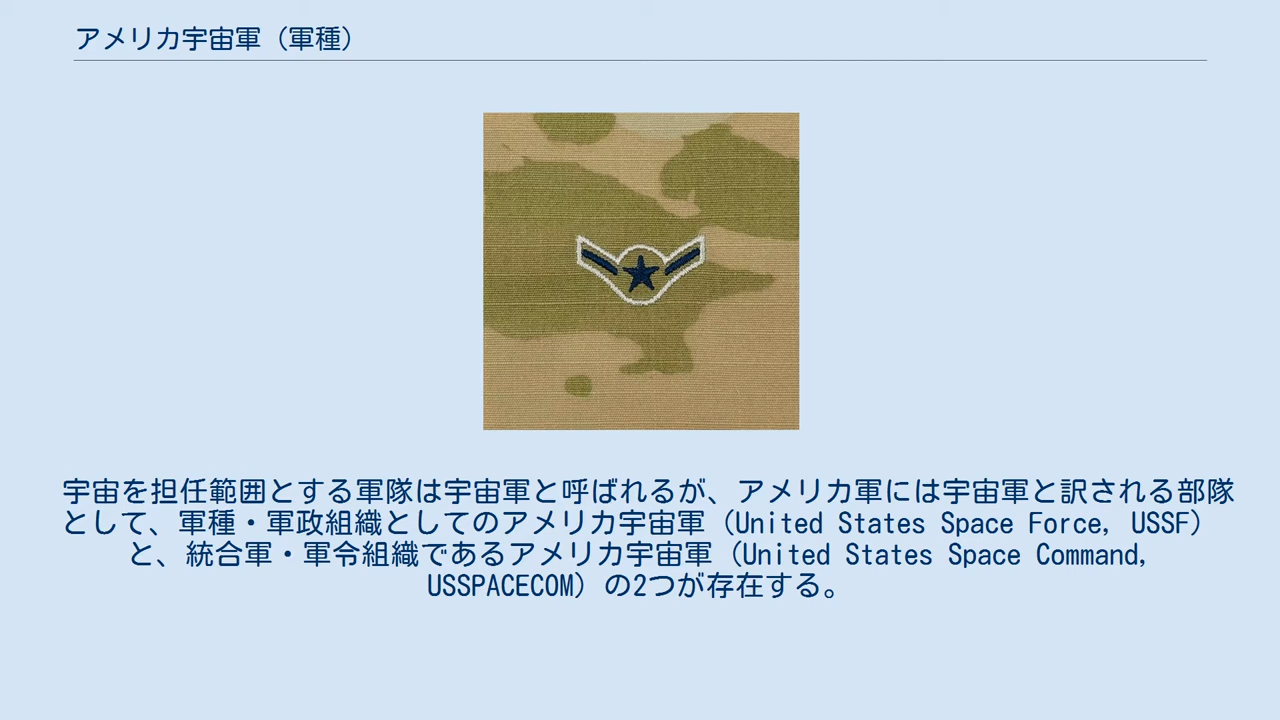 アメリカ宇宙軍（軍種）
宇宙を担任範囲とする軍隊は宇宙軍と呼ばれるが、アメリカ軍には宇宙軍と訳される部隊
として、軍種・軍政組織としてのアメリカ宇宙軍（United States Space Force, USSF）
と、統合軍・軍令組織であるアメリカ宇宙軍（United States Space Command,
USSPACECOM）の2つが存在する。